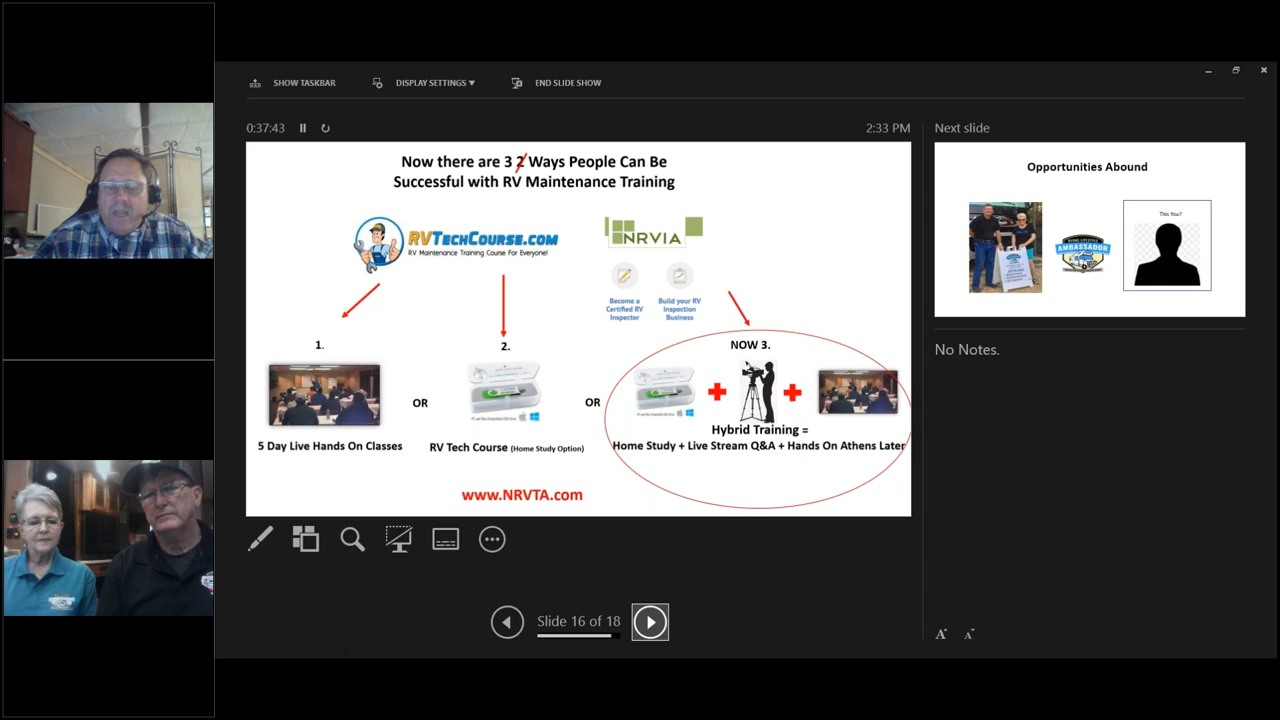 SHOW TASKBAR
DISPLAY SETTINGS ▼
END SLIDE SHOW
0:37:43
2:33 PM
Now there are 3 2 Ways People Can Be
Successful with RV Maintenance Training
RVTechCourse.com
RV Maintenance Training Course For Everyone!
NRVIA
Become a
Certified RV
Inspector
Build your RV
Inspection
Business
1.
2.
NOW 3.
OR
OR
5 Day Live Hands On Classes
RV Tech Course (Home Study Option)
Hybrid Training =
Home Study + Live Stream Q&A + Hands On Athens Later
www.NRVTA.com
Slide 16 of 18
Next slide
Opportunities Abound
AMBASSADOR
This You?
No Notes.
A
A